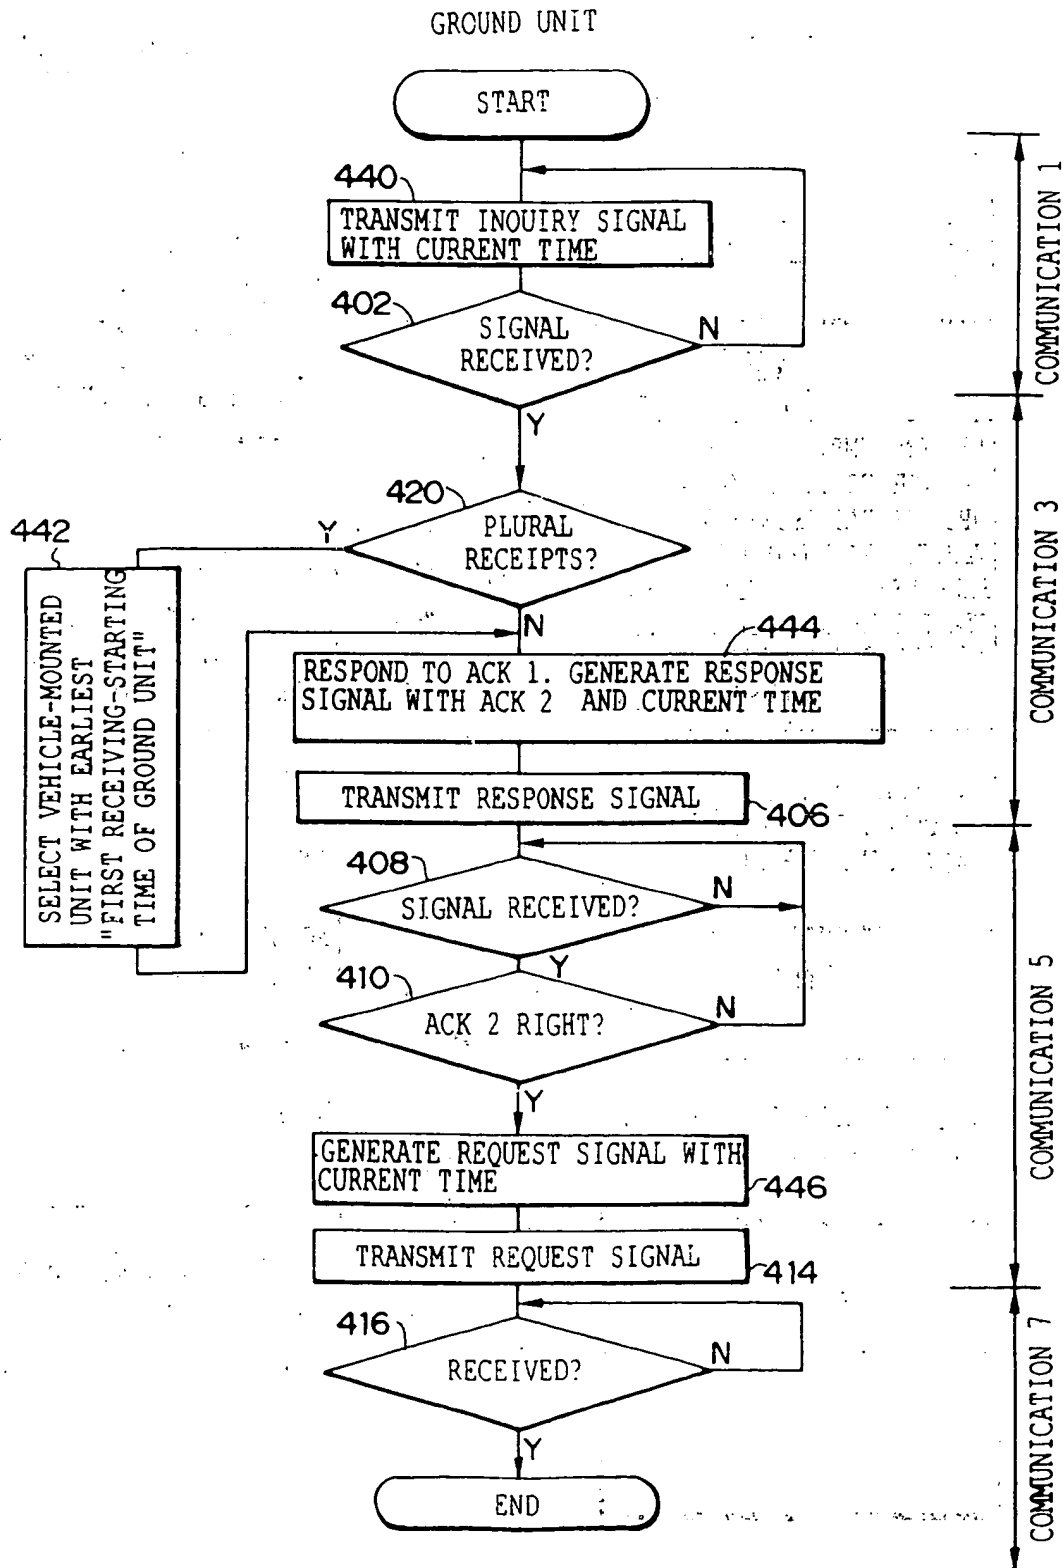 GROUND UNIT
START
440
TRANSMIT INOUIRY SIGNAL
WITH CURRENT TIME
402
SIGNAL
RECEIVED?
N
Y
COMMUNICATION 1
420
PLURAL
RECEIPTS?
Y
N
442
SELECT VEHICLE-MOUNTED
UNIT WITH EARLIEST
"FIRST RECEIVING-STARTING
TIME OF GROUND UNIT"
444
RESPOND TO ACK 1. GENERATE RESPONSE
SIGNAL WITH ACK 2 AND CURRENT TIME
TRANSMIT RESPONSE SIGNAL
406
COMMUNICATION 3
408
SIGNAL RECEIVED?
N
Y
410
ACK 2 RIGHT?
N
Y
GENERATE REQUEST SIGNAL WITH
CURRENT TIME
446
TRANSMIT REQUEST SIGNAL
414
COMMUNICATION 5
416
RECEIVED?
N
Y
END
COMMUNICATION 7